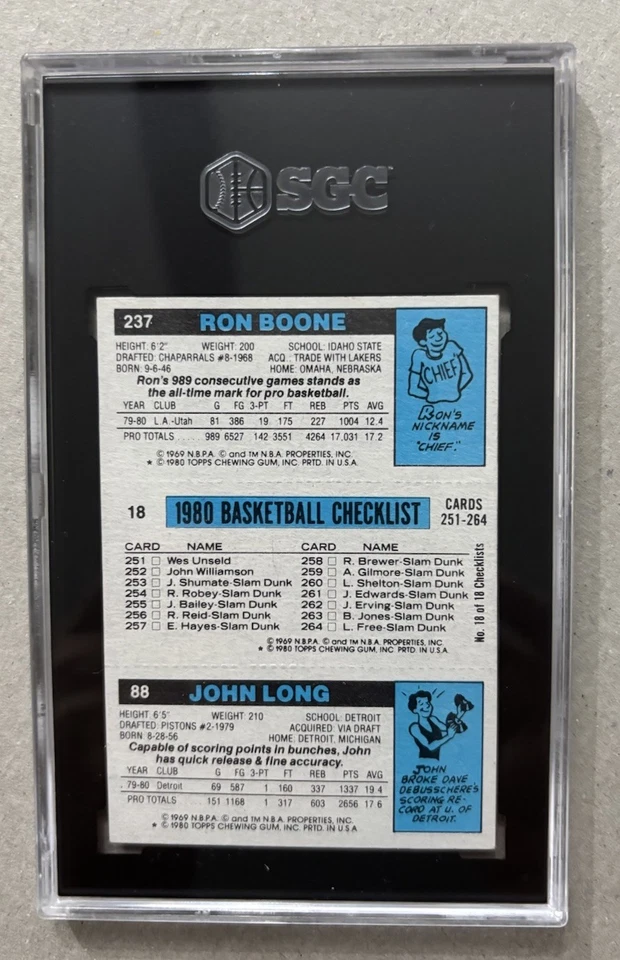 SGC
237 RON BOONE
HEIGHT: 6'2" WEIGHT: 200 SCHOOL: IDAHO STATE
DRAFTED: CHAPARRALS #8-1968 ACQ.: TRADE WITH LAKERS
BORN: 9-6-46 HOME: OMAHA, NEBRASKA
Ron's 989 consecutive games stands as
the all-time mark for pro basketball.
YEAR CLUB G FG 3-PT FT REB PTS AVG
79-80 L.A.-Utah 81 386 19 175 227 1004 12.4
PRO TOTALS..... 989 6527 142 3551 4264 17,031 17.2
© 1969 N.B.P.A. © and TM N.B.A. PROPERTIES, INC.
* © 1980 TOPPS CHEWING GUM, INC. PRTD. IN U.S.A.
CHIEF
RON'S
NICKNAME
IS
"CHIEF."
18 1980 BASKETBALL CHECKLIST CARDS
251-264
CARD NAME CARD NAME
251 □ Wes Unseld 258 □ R. Brewer-Slam Dunk
252 □ John Williamson 259 □ A. Gilmore-Slam Dunk
253 □ J. Shumate-Slam Dunk 260 □ L. Shelton-Slam Dunk
254 □ R. Robey-Slam Dunk 261 □ J. Edwards-Slam Dunk
255 □ J. Bailey-Slam Dunk 262 □ J. Erving-Slam Dunk
256 □ R. Reid-Slam Dunk 263 □ B. Jones-Slam Dunk
257 □ E. Hayes-Slam Dunk 264 □ L. Free-Slam Dunk
© 1969 N.B.P.A. © and TM N.B.A. PROPERTIES, INC.
* © 1980 TOPPS CHEWING GUM, INC. PRTD. IN U.S.A.
No. 18 of 18 Checklists
88 JOHN LONG
HEIGHT: 6'5" WEIGHT: 210 SCHOOL: DETROIT
DRAFTED: PISTONS #2-1979 ACQUIRED: VIA DRAFT
BORN: 8-28-56 HOME: DETROIT, MICHIGAN
Capable of scoring points in bunches, John
has quick release & fine accuracy.
YEAR CLUB G FG 3-PT FT REB PTS AVG
79-80 Detroit 69 587 1 160 337 1337 19.4
PRO TOTALS 151 1168 1 317 603 2656 17.6
© 1969 N.B.P.A. © and TM N.B.A. PROPERTIES, INC.
* © 1980 TOPPS CHEWING GUM, INC. PRTD. IN U.S.A.
JOHN
BROKE DAVE
DEBUSSCHERE'S
SCORING RE-
CORD AT U. OF
DETROIT.